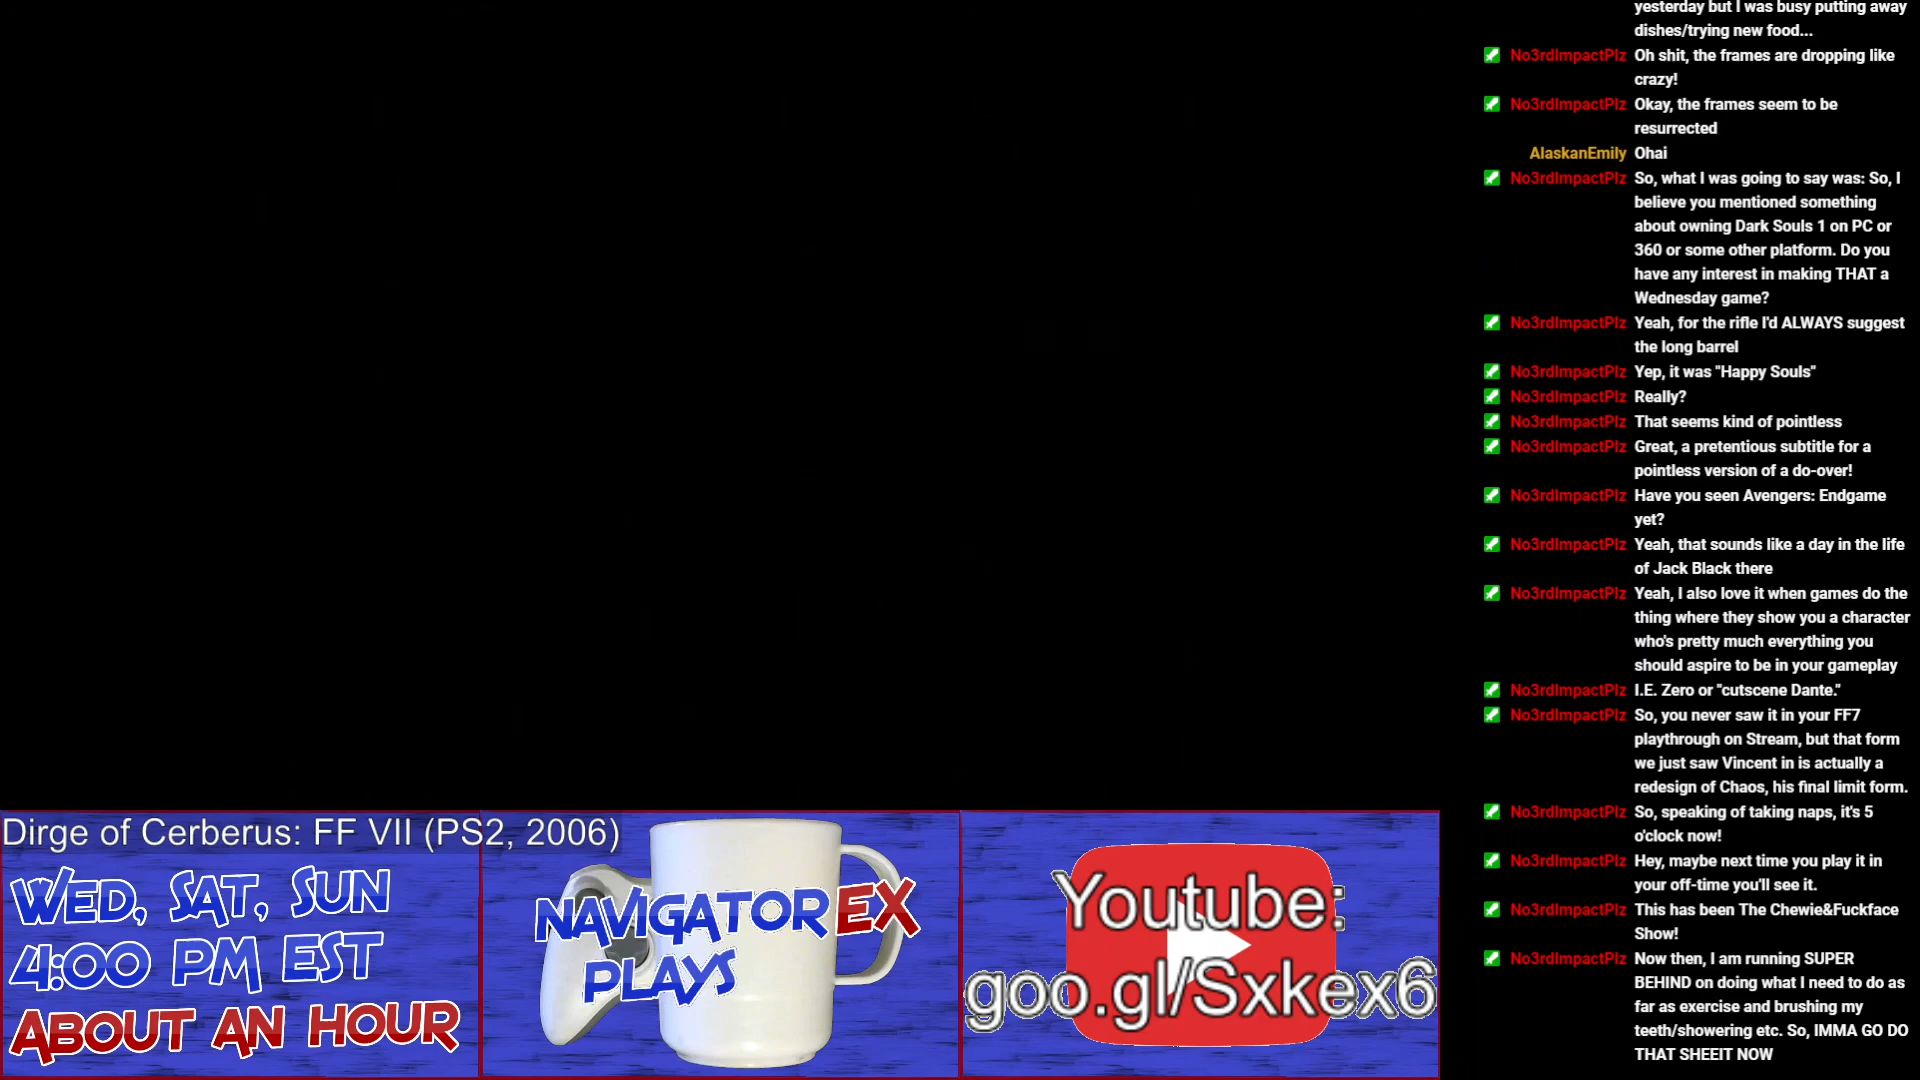 yesterday but I was busy putting away
dishes/trying new food...
No3rdImpactPlz Oh shit, the frames are dropping like
crazy!
No3rdImpactPlz Okay, the frames seem to be
resurrected
AlaskanEmily Ohai
No3rdImpactPlz So, what I was going to say was: So, I
believe you mentioned something
about owning Dark Souls 1 on PC or
360 or some other platform. Do you
have any interest in making THAT a
Wednesday game?
No3rdImpactPlz Yeah, for the rifle I'd ALWAYS suggest
the long barrel
No3rdImpactPlz Yep, it was "Happy Souls"
No3rdImpactPlz Really?
No3rdImpactPlz That seems kind of pointless
No3rdImpactPlz Great, a pretentious subtitle for a
pointless version of a do-over!
No3rdImpactPlz Have you seen Avengers: Endgame
yet?
No3rdImpactPlz Yeah, that sounds like a day in the life
of Jack Black there
No3rdImpactPlz Yeah, I also love it when games do the
thing where they show you a character
who's pretty much everything you
should aspire to be in your gameplay
No3rdImpactPlz I.E. Zero or "cutscene Dante."
No3rdImpactPlz So, you never saw it in your FF7
playthrough on Stream, but that form
we just saw Vincent in is actually a
redesign of Chaos, his final limit form.
No3rdImpactPlz So, speaking of taking naps, it's 5
o'clock now!
No3rdImpactPlz Hey, maybe next time you play it in
your off-time you'll see it.
No3rdImpactPlz This has been The Chewie&Fuckface
Show!
No3rdImpactPlz Now then, I am running SUPER
BEHIND on doing what I need to do as
far as exercise and brushing my
teeth/showering etc. So, IMMA GO DO
THAT SHEEIT NOW
Dirge of Cerberus: FF VII (PS2, 2006)
WED, SAT, SUN
4:00 PM EST
ABOUT AN HOUR
NAVIGATOREX
PLAYS
Youtube:
goo.gl/Sxkex6